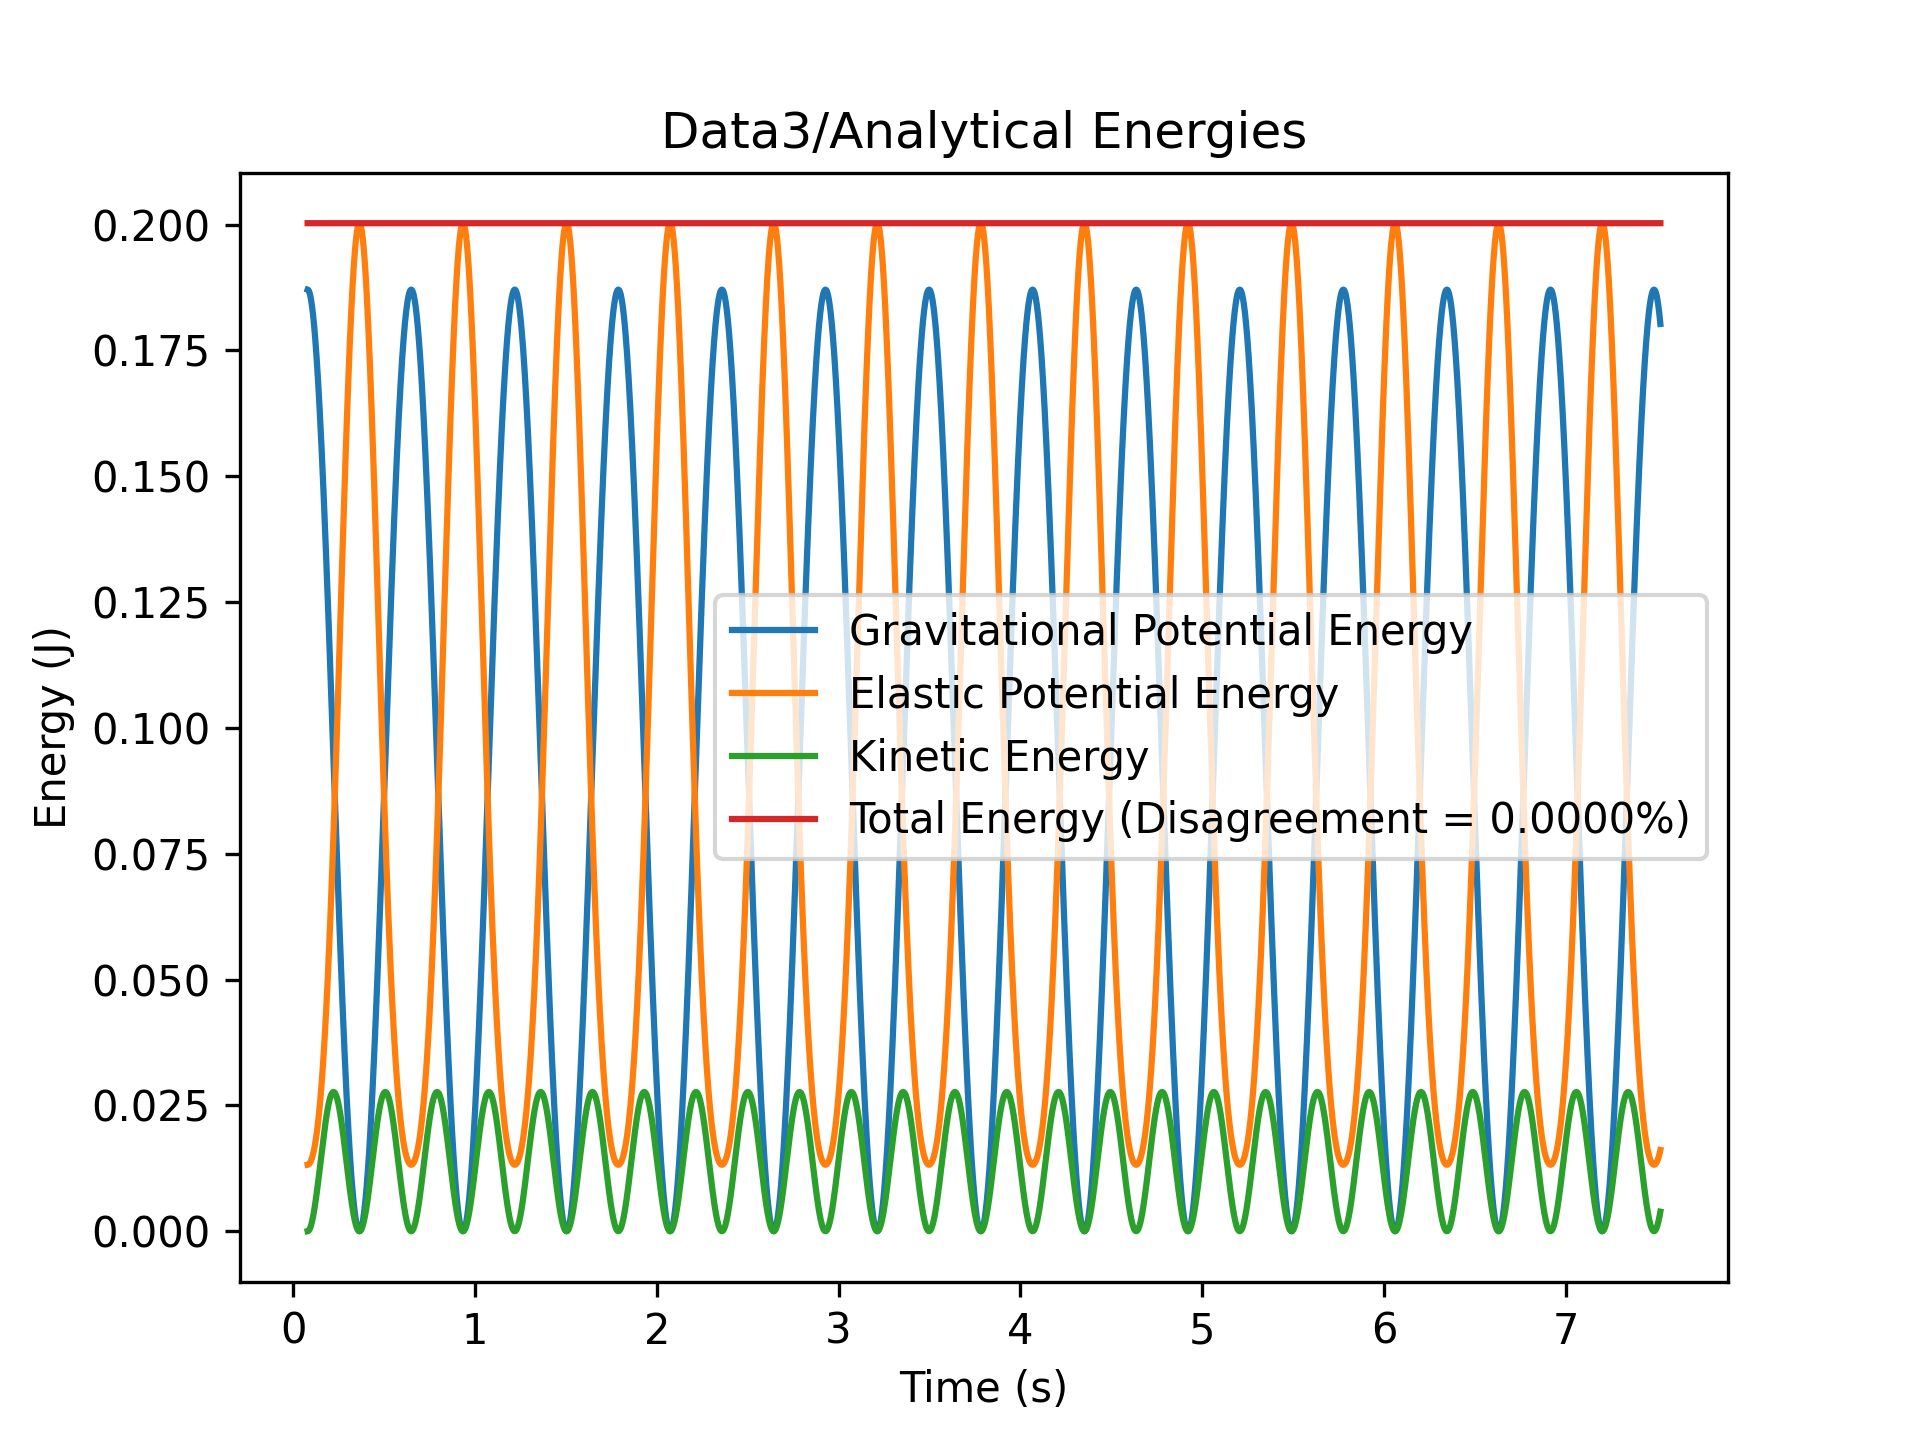 Data3/Analytical Energies
Energy (J)
0.200
0.175
0.150
0.125
0.100
0.075
0.050
0.025
0.000
Gravitational Potential Energy
Elastic Potential Energy
Kinetic Energy
Total Energy (Disagreement = 0.0000%)
0 1 2 3 4 5 6 7
Time (s)